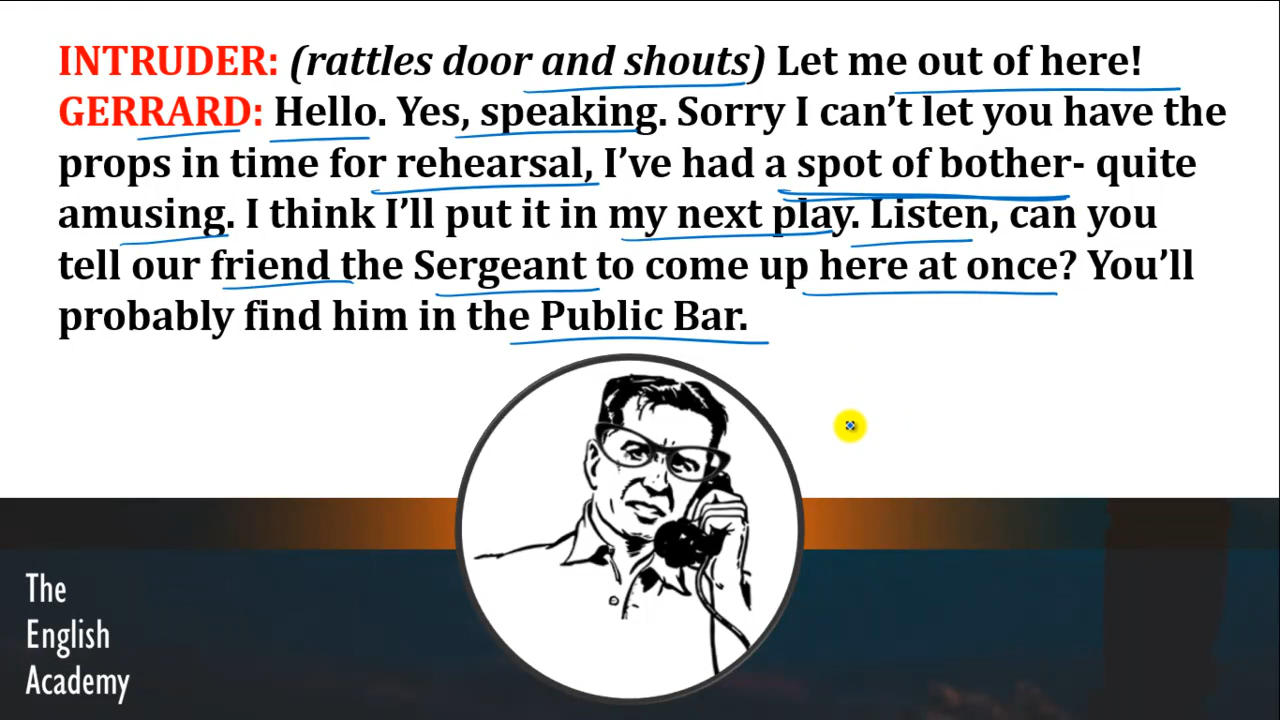 INTRUDER: (rattles door and shouts) Let me out of here!
GERRARD: Hello. Yes, speaking. Sorry I can’t let you have the
props in time for rehearsal, I’ve had a spot of bother- quite
amusing. I think I’ll put it in my next play. Listen, can you
tell our friend the Sergeant to come up here at once? You’ll
probably find him in the Public Bar.
The
English
Academy